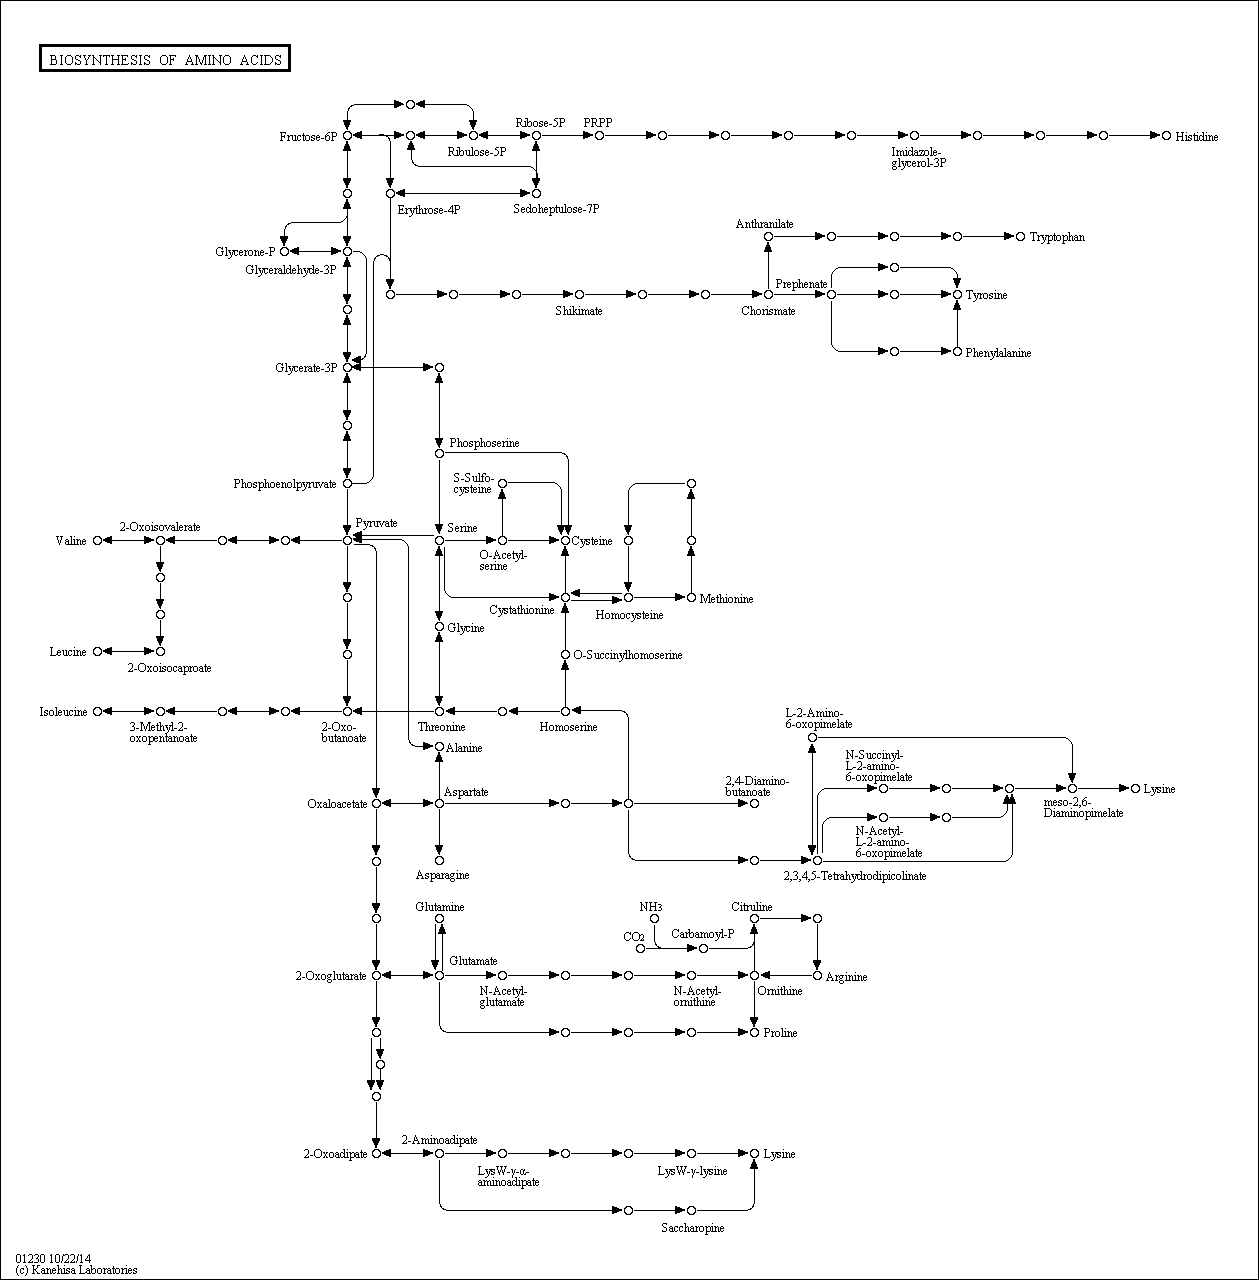 BIOSYNTHESIS OF AMINO ACIDS
Fructose-6P
Ribulose-5P
Ribose-5P
PRPP
Imidazole-
glycerol-3P
Histidine
Erythrose-4P
Sedoheptulose-7P
Glycerone-P
Glyceraldehyde-3P
Anthranilate
Tryptophan
Shikimate
Chorismate
Prephenate
Tyrosine
Phenylalanine
Glycerate-3P
Phosphoserine
Phosphoenolpyruvate
S-Sulfo-
cysteine
Valine
2-Oxoisovalerate
Pyruvate
Serine
O-Acetyl-
serine
Cysteine
Cystathionine
Homocysteine
Methionine
Glycine
Leucine
2-Oxoisocaproate
O-Succinylhomoserine
Isoleucine
3-Methyl-2-
oxopentanoate
2-Oxo-
butanoate
Threonine
Homoserine
Alanine
L-2-Amino-
6-oxopimelate
N-Succinyl-
L-2-amino-
6-oxopimelate
Oxaloacetate
Aspartate
2,4-Diamino-
butanoate
meso-2,6-
Diaminopimelate
Lysine
N-Acetyl-
L-2-amino-
6-oxopimelate
Asparagine
2,3,4,5-Tetrahydrodipicolinate
Glutamine
NH3
CO2
Carbamoyl-P
Citruline
2-Oxoglutarate
Glutamate
N-Acetyl-
glutamate
N-Acetyl-
ornithine
Ornithine
Arginine
Proline
2-Oxoadipate
2-Aminoadipate
LysW-γ-α-
aminoadipate
LysW-γ-lysine
Lysine
Saccharopine
01230 10/22/14
(c) Kanehisa Laboratories